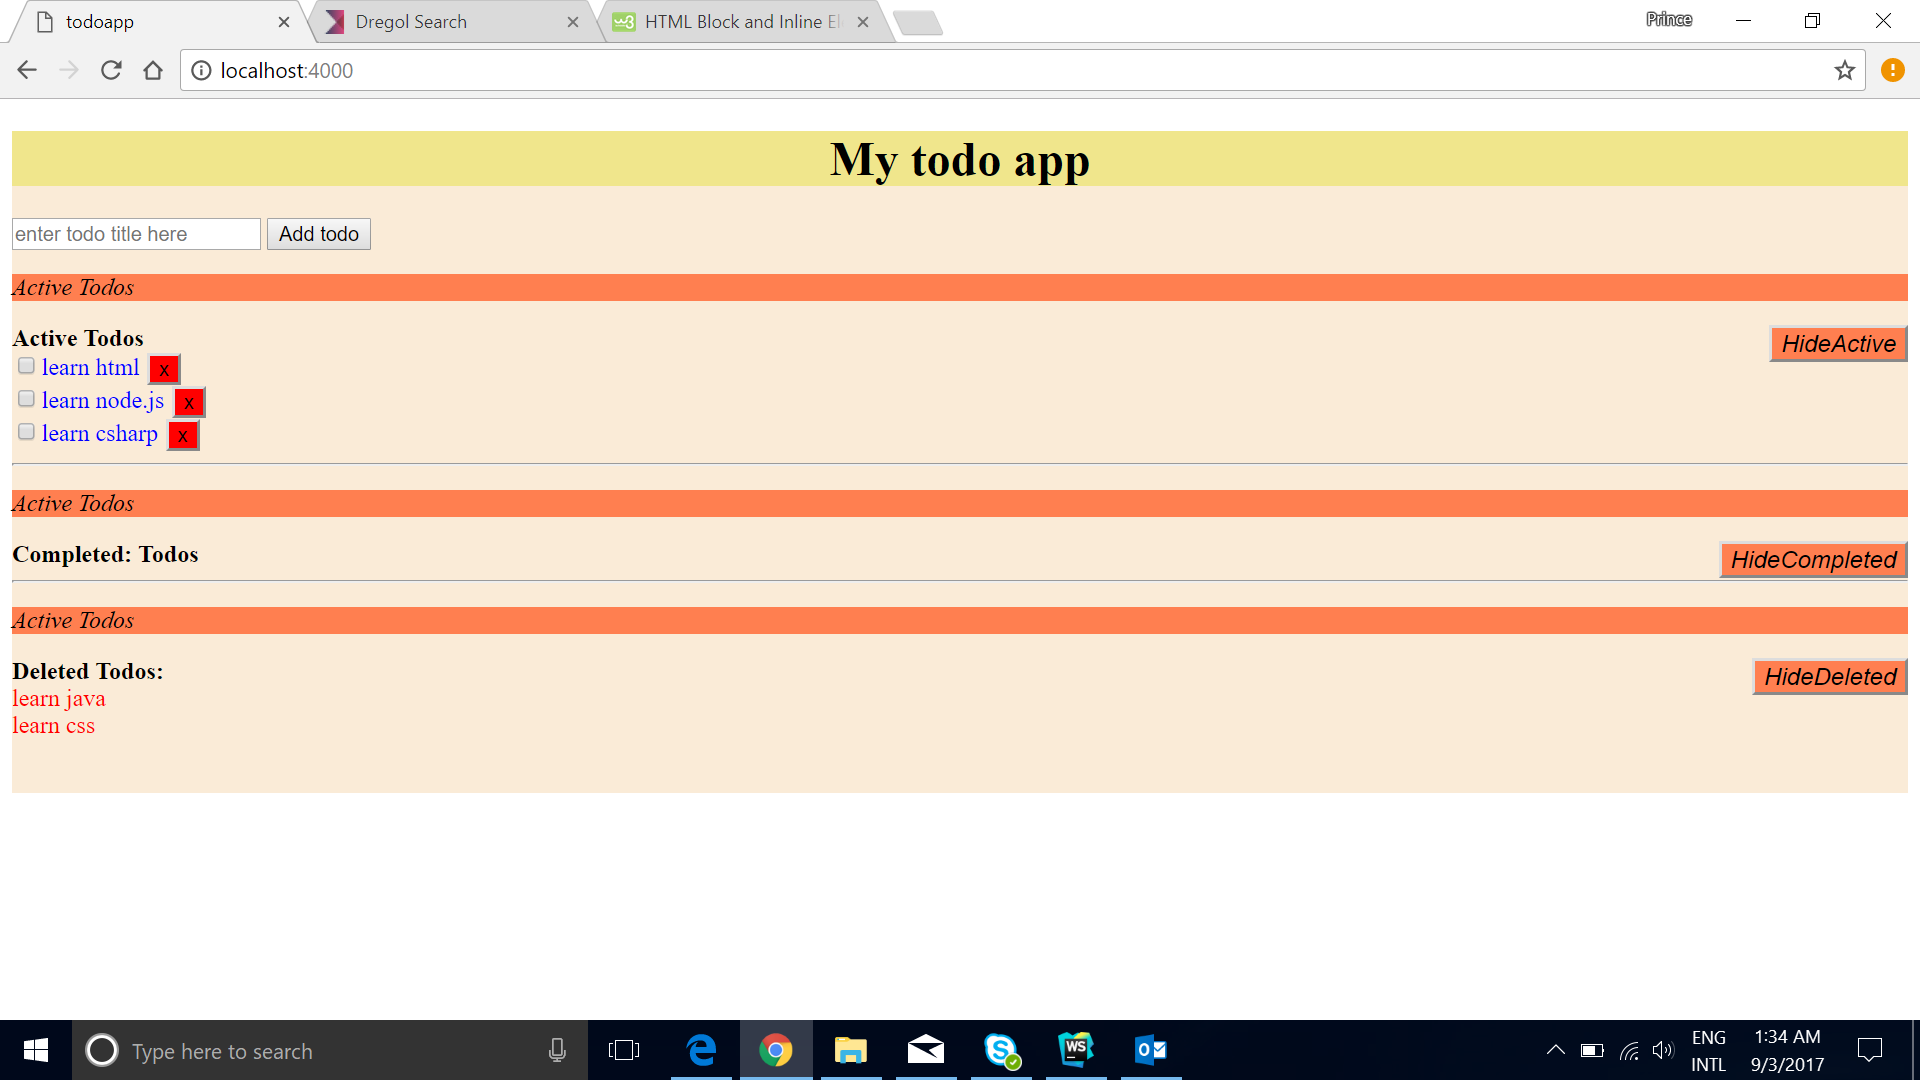 todoapp
Dregol Search
HTML Block and Inline El
Prince
localhost:4000
My todo app
enter todo title here Add todo
Active Todos
Active Todos HideActive
learn html x
learn node.js x
learn csharp x
Active Todos
Completed: Todos HideCompleted
Active Todos
Deleted Todos: HideDeleted
learn java
learn css
Type here to search
WS
ENG 1:34 AM
INTL 9/3/2017